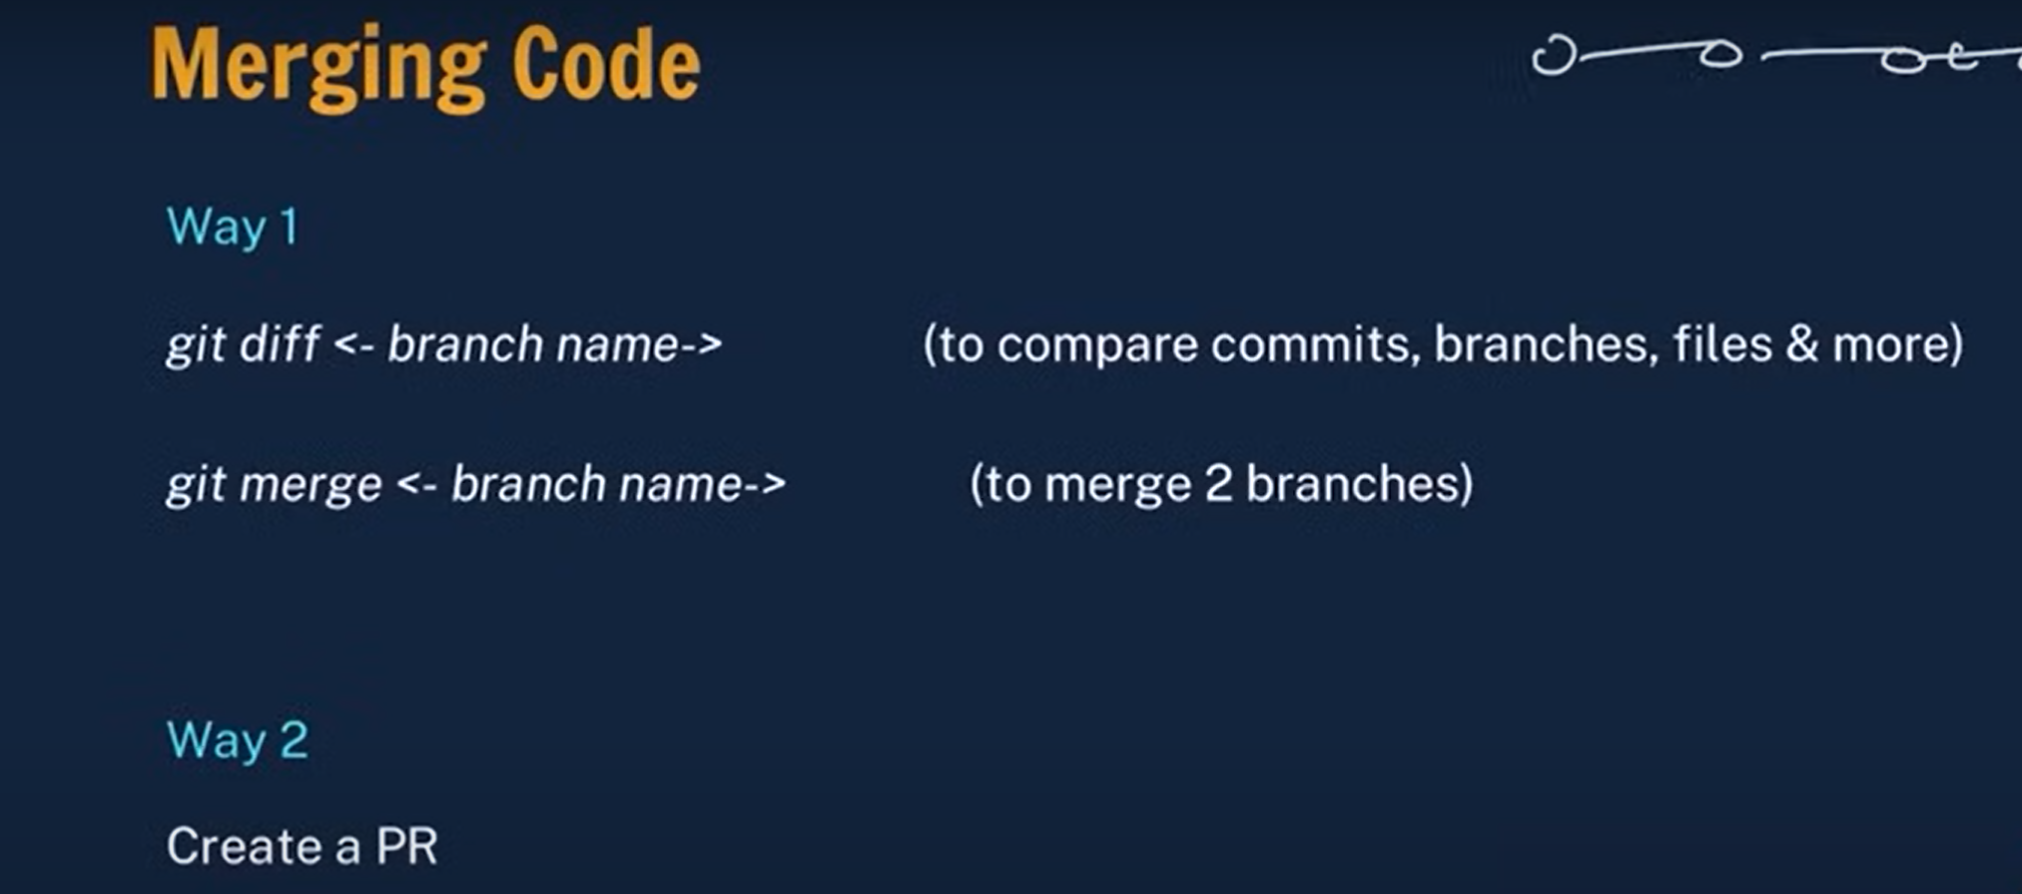 Merging Code
Way 1
git diff <- branch name-> (to compare commits, branches, files & more)
git merge <- branch name-> (to merge 2 branches)
Way 2
Create a PR